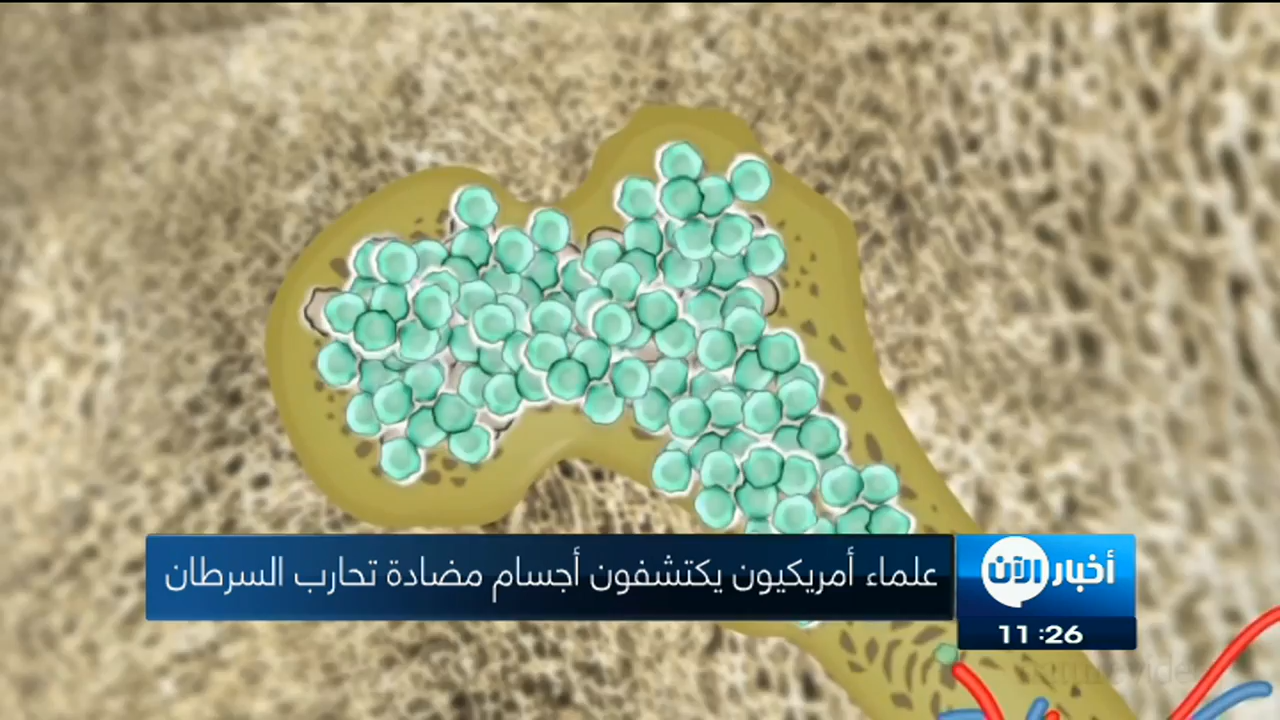 علماء أمريكيون يكتشفون أجسام مضادة تحارب السرطان
أخبار الآن
11:26